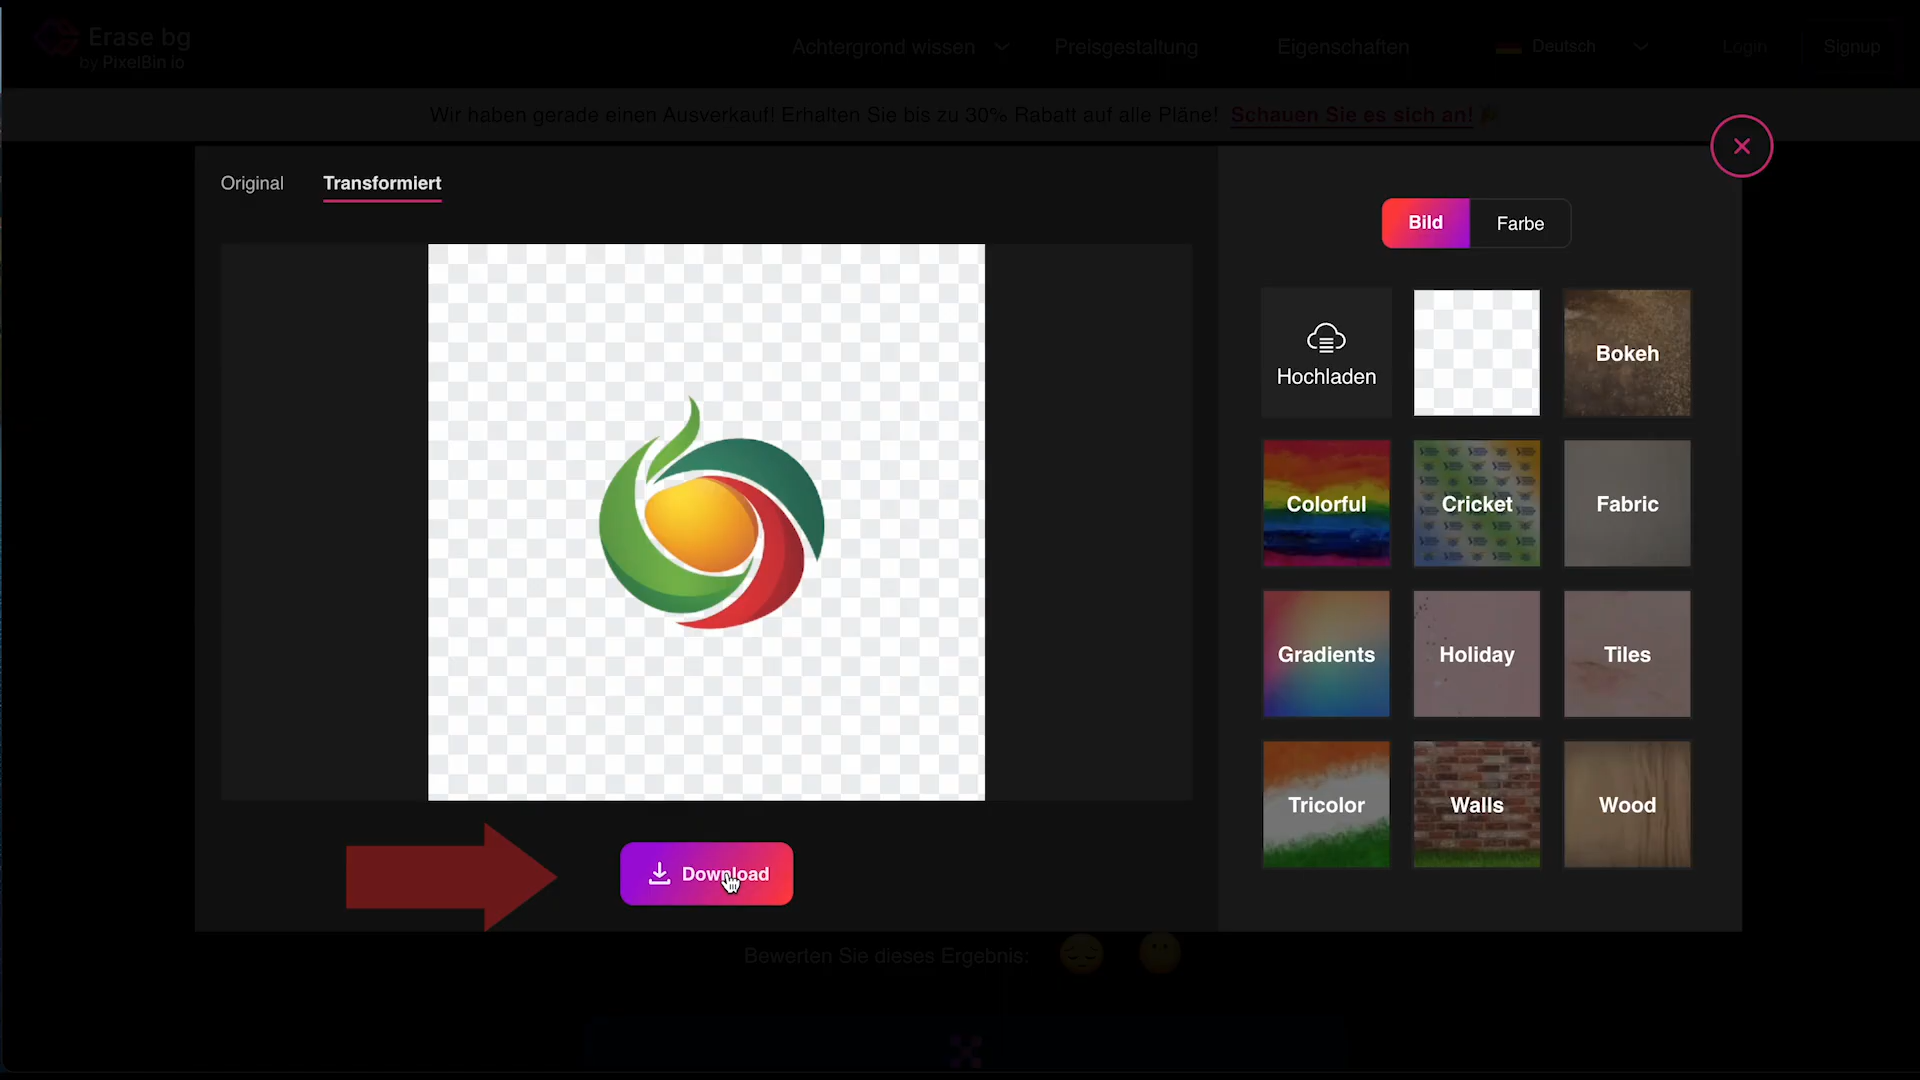 Erase bg
by PixelBin io
Achtergrond wissen
Preisgestaltung
Eigenschaften
Deutsch
Login
Signup
Wir haben gerade einen Ausverkauf! Erhalten Sie bis zu 30% Rabatt auf alle Pläne! Schauen Sie es sich an!
Original
Transformiert
Bild
Farbe
Hochladen
Bokeh
Colorful
Cricket
Fabric
Gradients
Holiday
Tiles
Tricolor
Walls
Wood
Download
Bewerten Sie dieses Ergebnis: